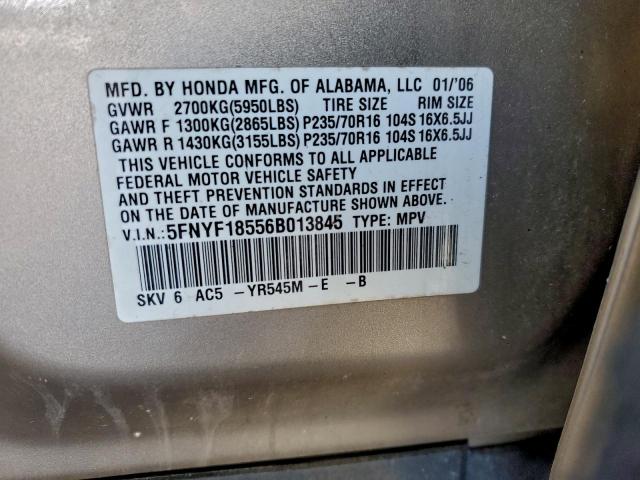 MFD. BY HONDA MFG. OF ALABAMA, LLC 01/'06
GVWR 2700KG(5950LBS) TIRE SIZE RIM SIZE
GAWR F 1300KG(2865LBS) P235/70R16 104S 16X6.5JJ
GAWR R 1430KG(3155LBS) P235/70R16 104S 16X6.5JJ
THIS VEHICLE CONFORMS TO ALL APPLICABLE
FEDERAL MOTOR VEHICLE SAFETY
AND THEFT PREVENTION STANDARDS IN EFFECT
ON THE DATE OF MANUFACTURE SHOWN ABOVE.
V.I.N.:5FNYF18556B013845 TYPE: MPV
SKV 6 AC5 -YR545M -E -B